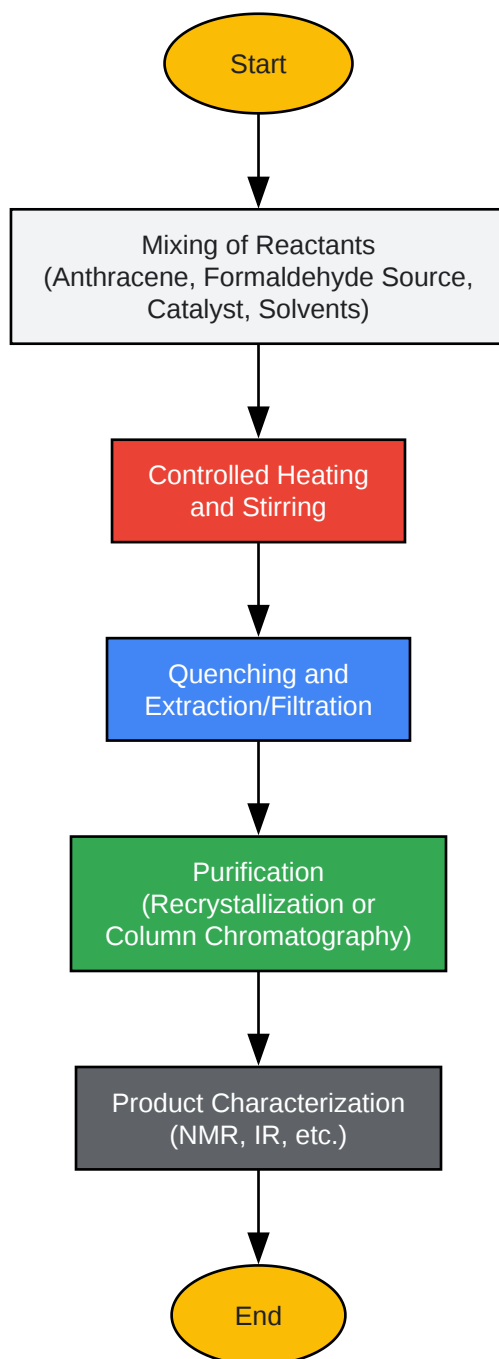 Start
Mixing of Reactants
(Anthracene, Formaldehyde Source,
Catalyst, Solvents)
Controlled Heating
and Stirring
Quenching and
Extraction/Filtration
Purification
(Recrystallization or
Column Chromatography)
Product Characterization
(NMR, IR, etc.)
End